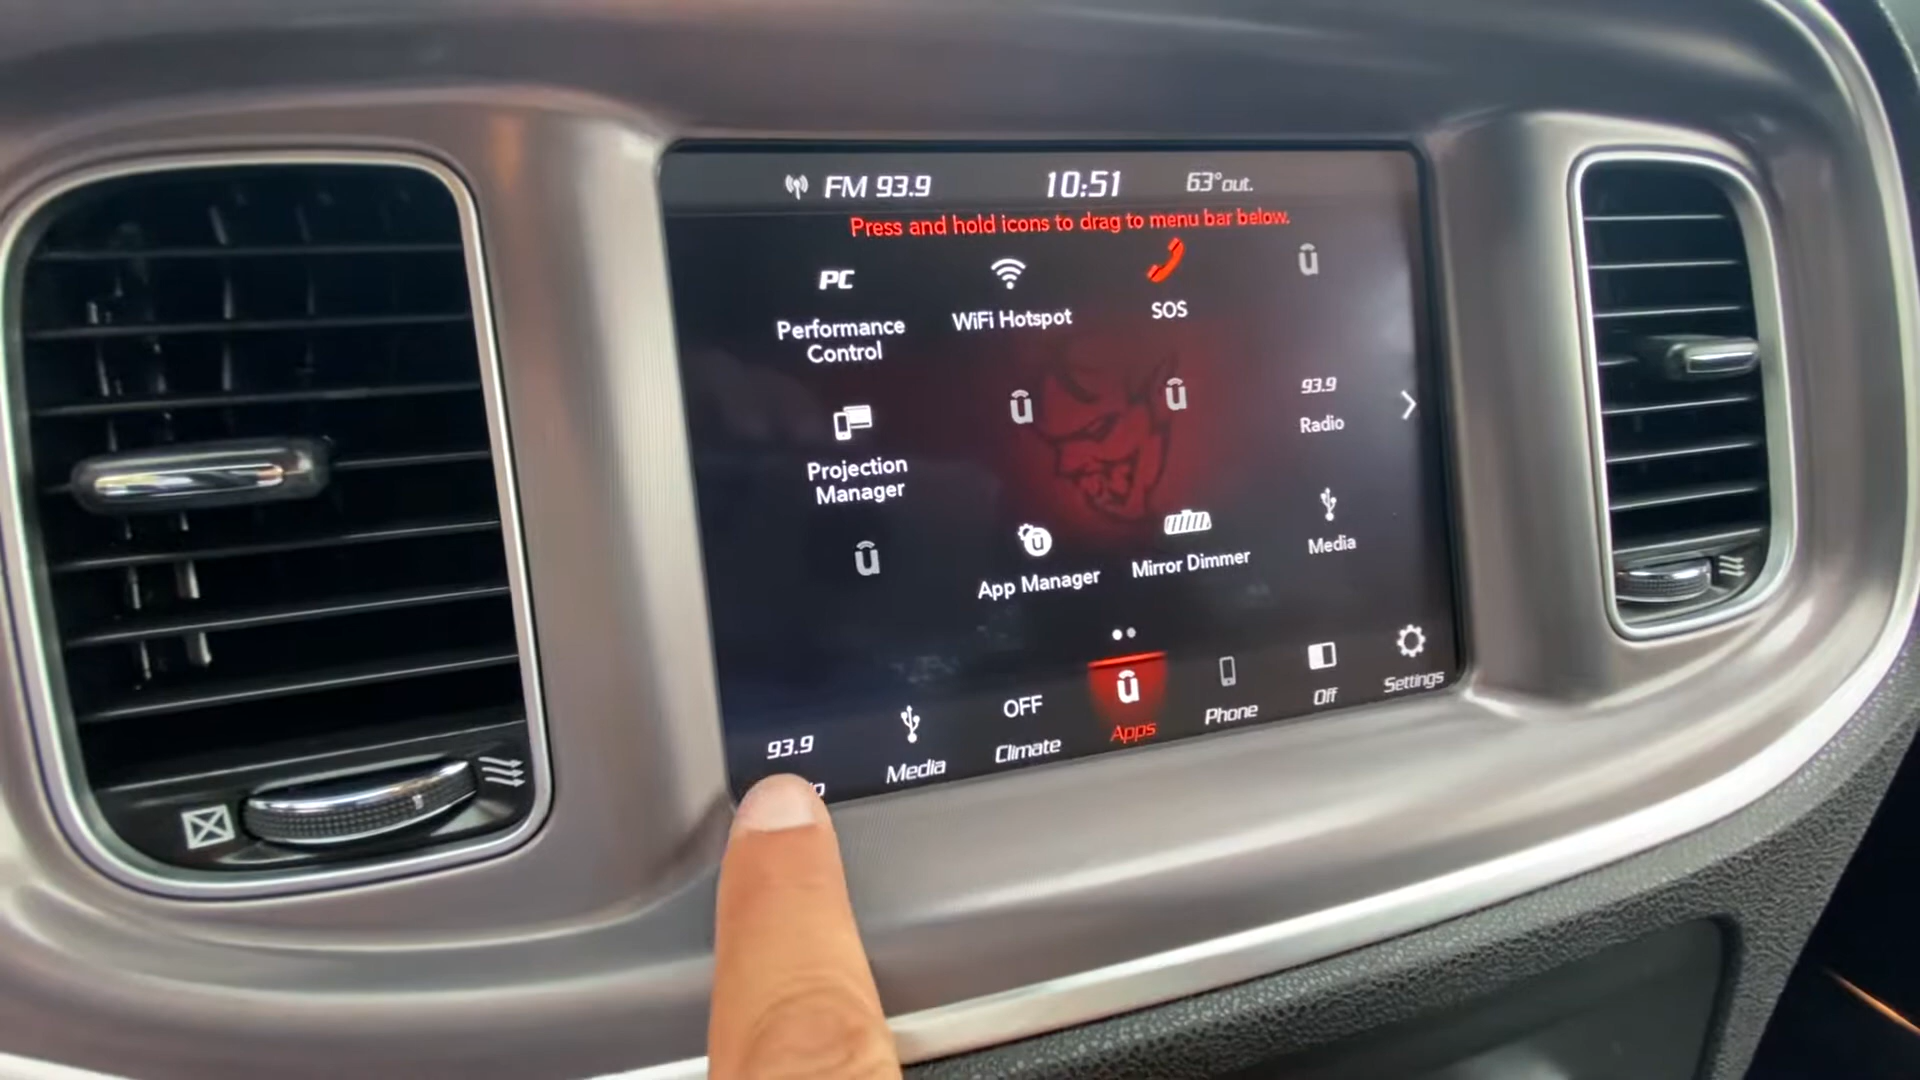 FM 93.9 10:51 63°out.
Press and hold icons to drag to menu bar below.
PC
Performance
Control
WiFi Hotspot
SOS
û
Projection
Manager
û
û
93.9
Radio
û
App Manager
Mirror Dimmer
Media
93.9
Media
OFF
Climate
û
Apps
Phone
Off
Settings